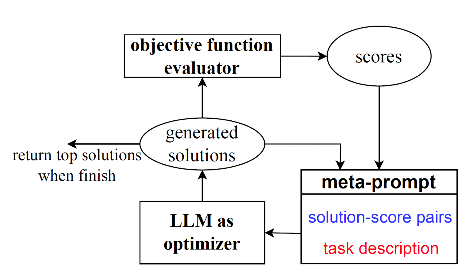 objective function
evaluator
scores
generated
solutions
return top solutions
when finish
meta-prompt
solution-score pairs
task description
LLM as
optimizer